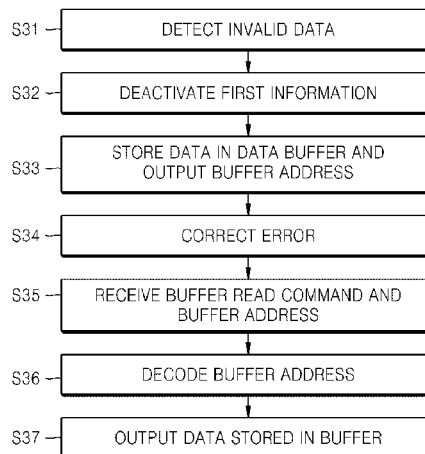 S31 DETECT INVALID DATA
S32 DEACTIVATE FIRST INFORMATION
S33 STORE DATA IN DATA BUFFER AND
OUTPUT BUFFER ADDRESS
S34 CORRECT ERROR
S35 RECEIVE BUFFER READ COMMAND AND
BUFFER ADDRESS
S36 DECODE BUFFER ADDRESS
S37 OUTPUT DATA STORED IN BUFFER